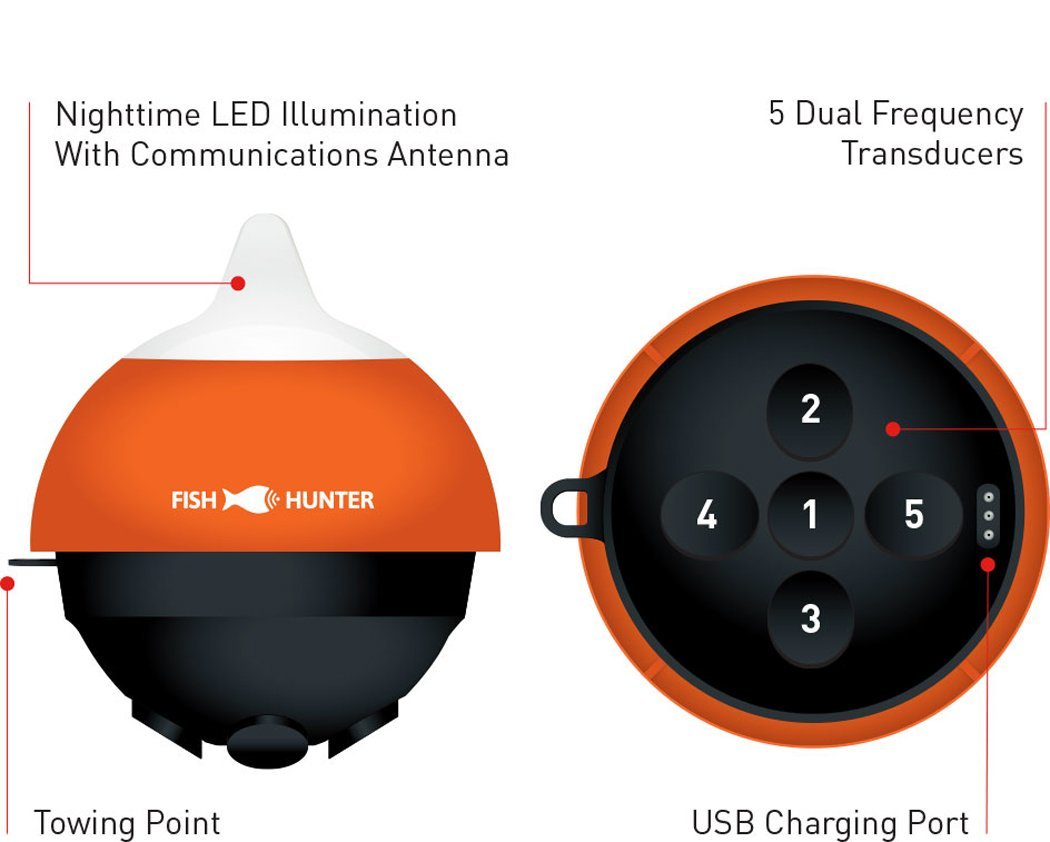 Nighttime LED Illumination
With Communications Antenna
5 Dual Frequency
Transducers
FISH HUNTER
2
4 1 5
3
Towing Point
USB Charging Port